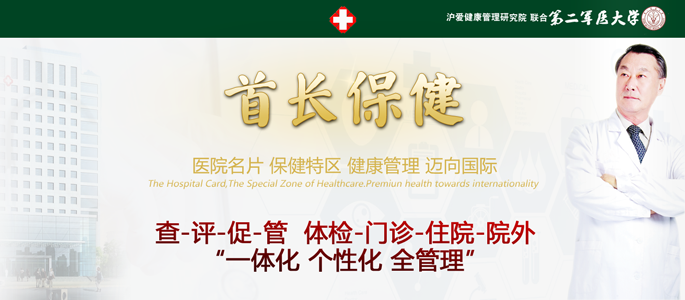 沪爱健康管理研究院 联合 第二军医大学
首长保健
医院名片 保健特区 健康管理 迈向国际
The Hospital Card,The Special Zone of Healthcare.Premiun health towards internationality
查-评-促-管 体检-门诊-住院-院外
“一体化 个性化 全管理”